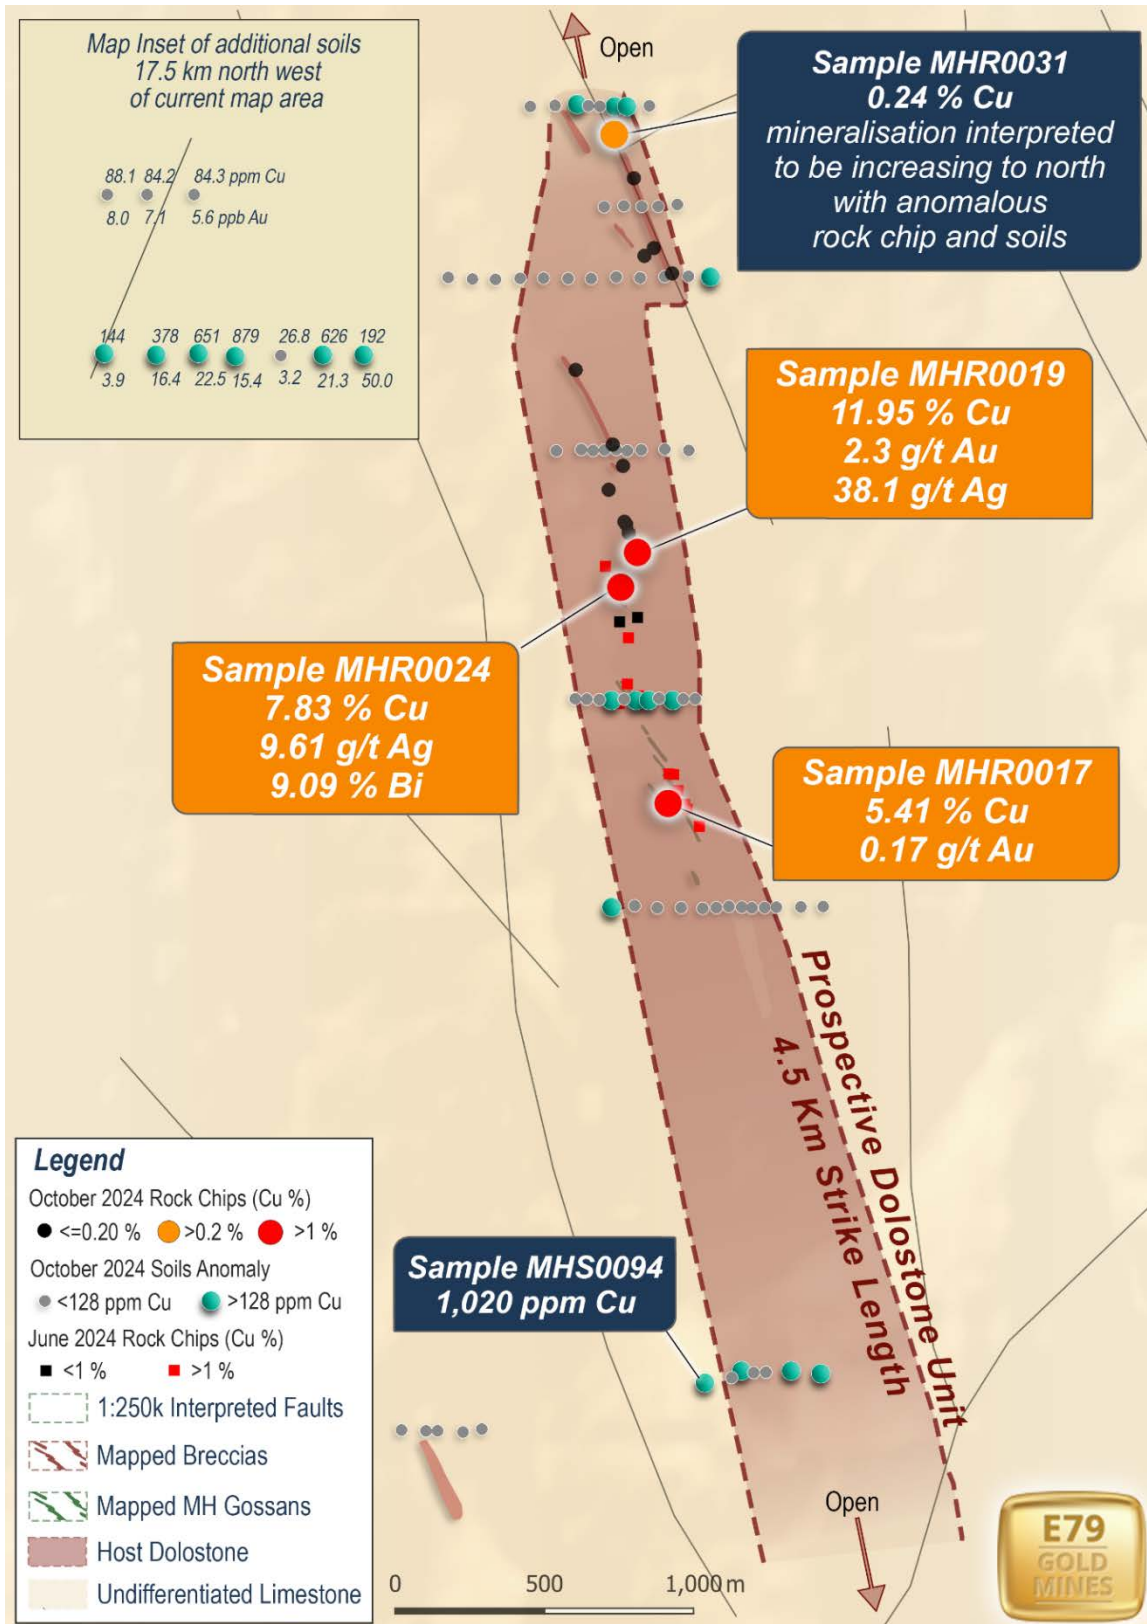 Map Inset of additional soils
17.5 km north west
of current map area
88.1 84.2 84.3 ppm Cu
8.0 7.1 5.6 ppb Au
144 378 651 879 26.8 626 192
3.9 16.4 22.5 15.4 3.2 21.3 50.0
Open
Sample MHR0031
0.24 % Cu
mineralisation interpreted
to be increasing to north
with anomalous
rock chip and soils
Sample MHR0019
11.95 % Cu
2.3 g/t Au
38.1 g/t Ag
Sample MHR0024
7.83 % Cu
9.61 g/t Ag
9.09 % Bi
Sample MHR0017
5.41 % Cu
0.17 g/t Au
Prospective Dolostone Unit
4.5 Km Strike Length
Sample MHS0094
1,020 ppm Cu
Legend
October 2024 Rock Chips (Cu %)
<=0.20 % >0.2 % >1 %
October 2024 Soils Anomaly
<128 ppm Cu >128 ppm Cu
June 2024 Rock Chips (Cu %)
<1 % >1 %
1:250k Interpreted Faults
Mapped Breccias
Mapped MH Gossans
Host Dolostone
Undifferentiated Limestone
Open
0 500 1,000 m
E79
GOLD
MINES